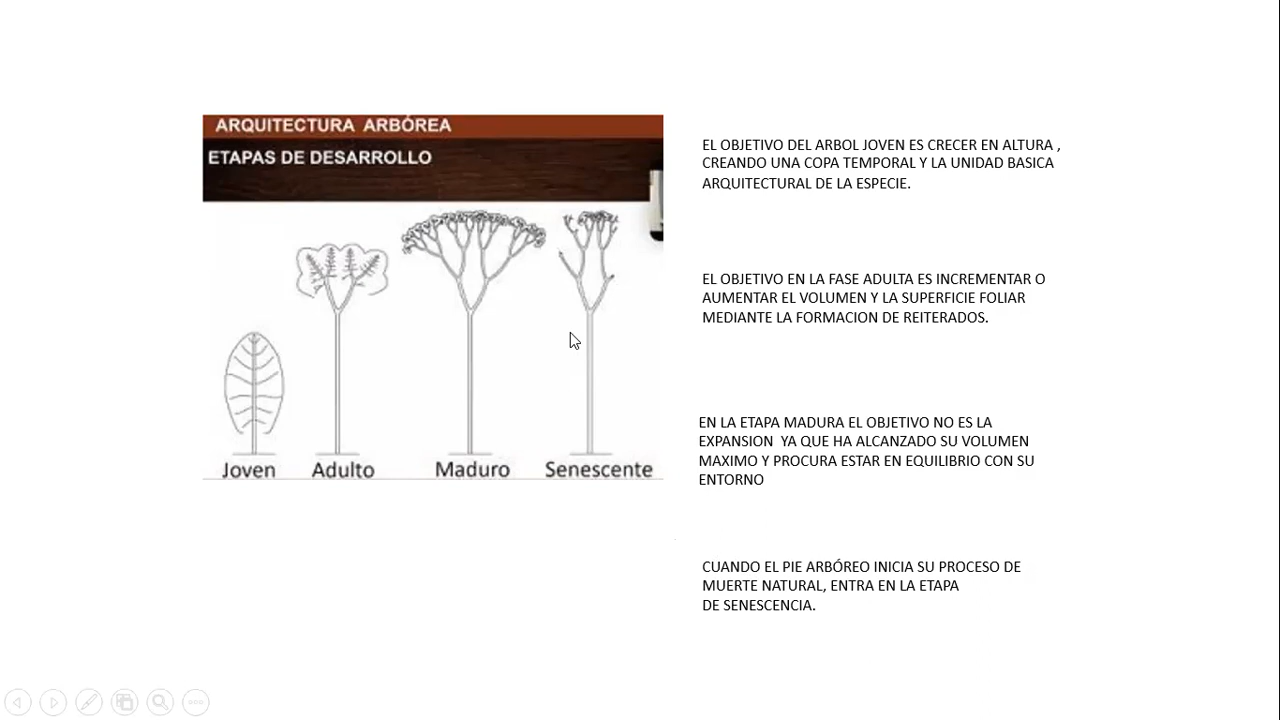 ARQUITECTURA ARBÓREA
ETAPAS DE DESARROLLO
Joven
Adulto
Maduro
Senescente
EL OBJETIVO DEL ARBOL JOVEN ES CRECER EN ALTURA ,
CREANDO UNA COPA TEMPORAL Y LA UNIDAD BASICA
ARQUITECTURAL DE LA ESPECIE.
EL OBJETIVO EN LA FASE ADULTA ES INCREMENTAR O
AUMENTAR EL VOLUMEN Y LA SUPERFICIE FOLIAR
MEDIANTE LA FORMACION DE REITERADOS.
EN LA ETAPA MADURA EL OBJETIVO NO ES LA
EXPANSION YA QUE HA ALCANZADO SU VOLUMEN
MAXIMO Y PROCURA ESTAR EN EQUILIBRIO CON SU
ENTORNO
CUANDO EL PIE ARBÓREO INICIA SU PROCESO DE
MUERTE NATURAL, ENTRA EN LA ETAPA
DE SENESCENCIA.